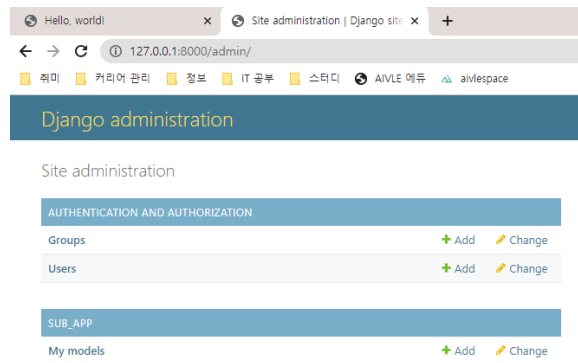 Hello, world!
Site administration | Django site
127.0.0.1:8000/admin/
취미 커리어 관리 정보 IT 공부 스터디 AIVLE 에듀 aivlespace
Django administration
Site administration
AUTHENTICATION AND AUTHORIZATION
Groups Add Change
Users Add Change
SUB_APP
My models Add Change